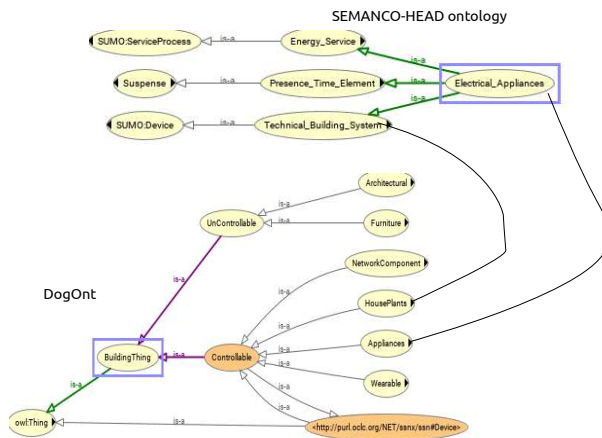 SEMANCO-HEAD ontology
SUMO:ServiceProcess is-a Energy_Service
is-a
Suspense is-a Presence_Time_Element is-a Electrical_Appliances
is-a
SUMO:Device is-a Technical_Building_System
Architectural
is-a
UnControllable is-a Furniture
is-a
NetworkComponent
is-a
DogOnt
is-a HousePlants
is-a Appliances
BuildingThing is-a Controllable
is-a
Wearable
is-a
is-a
is-a
owl:Thing is-a <http://purl.oclc.org/NET/ssnx/ssn#Device>